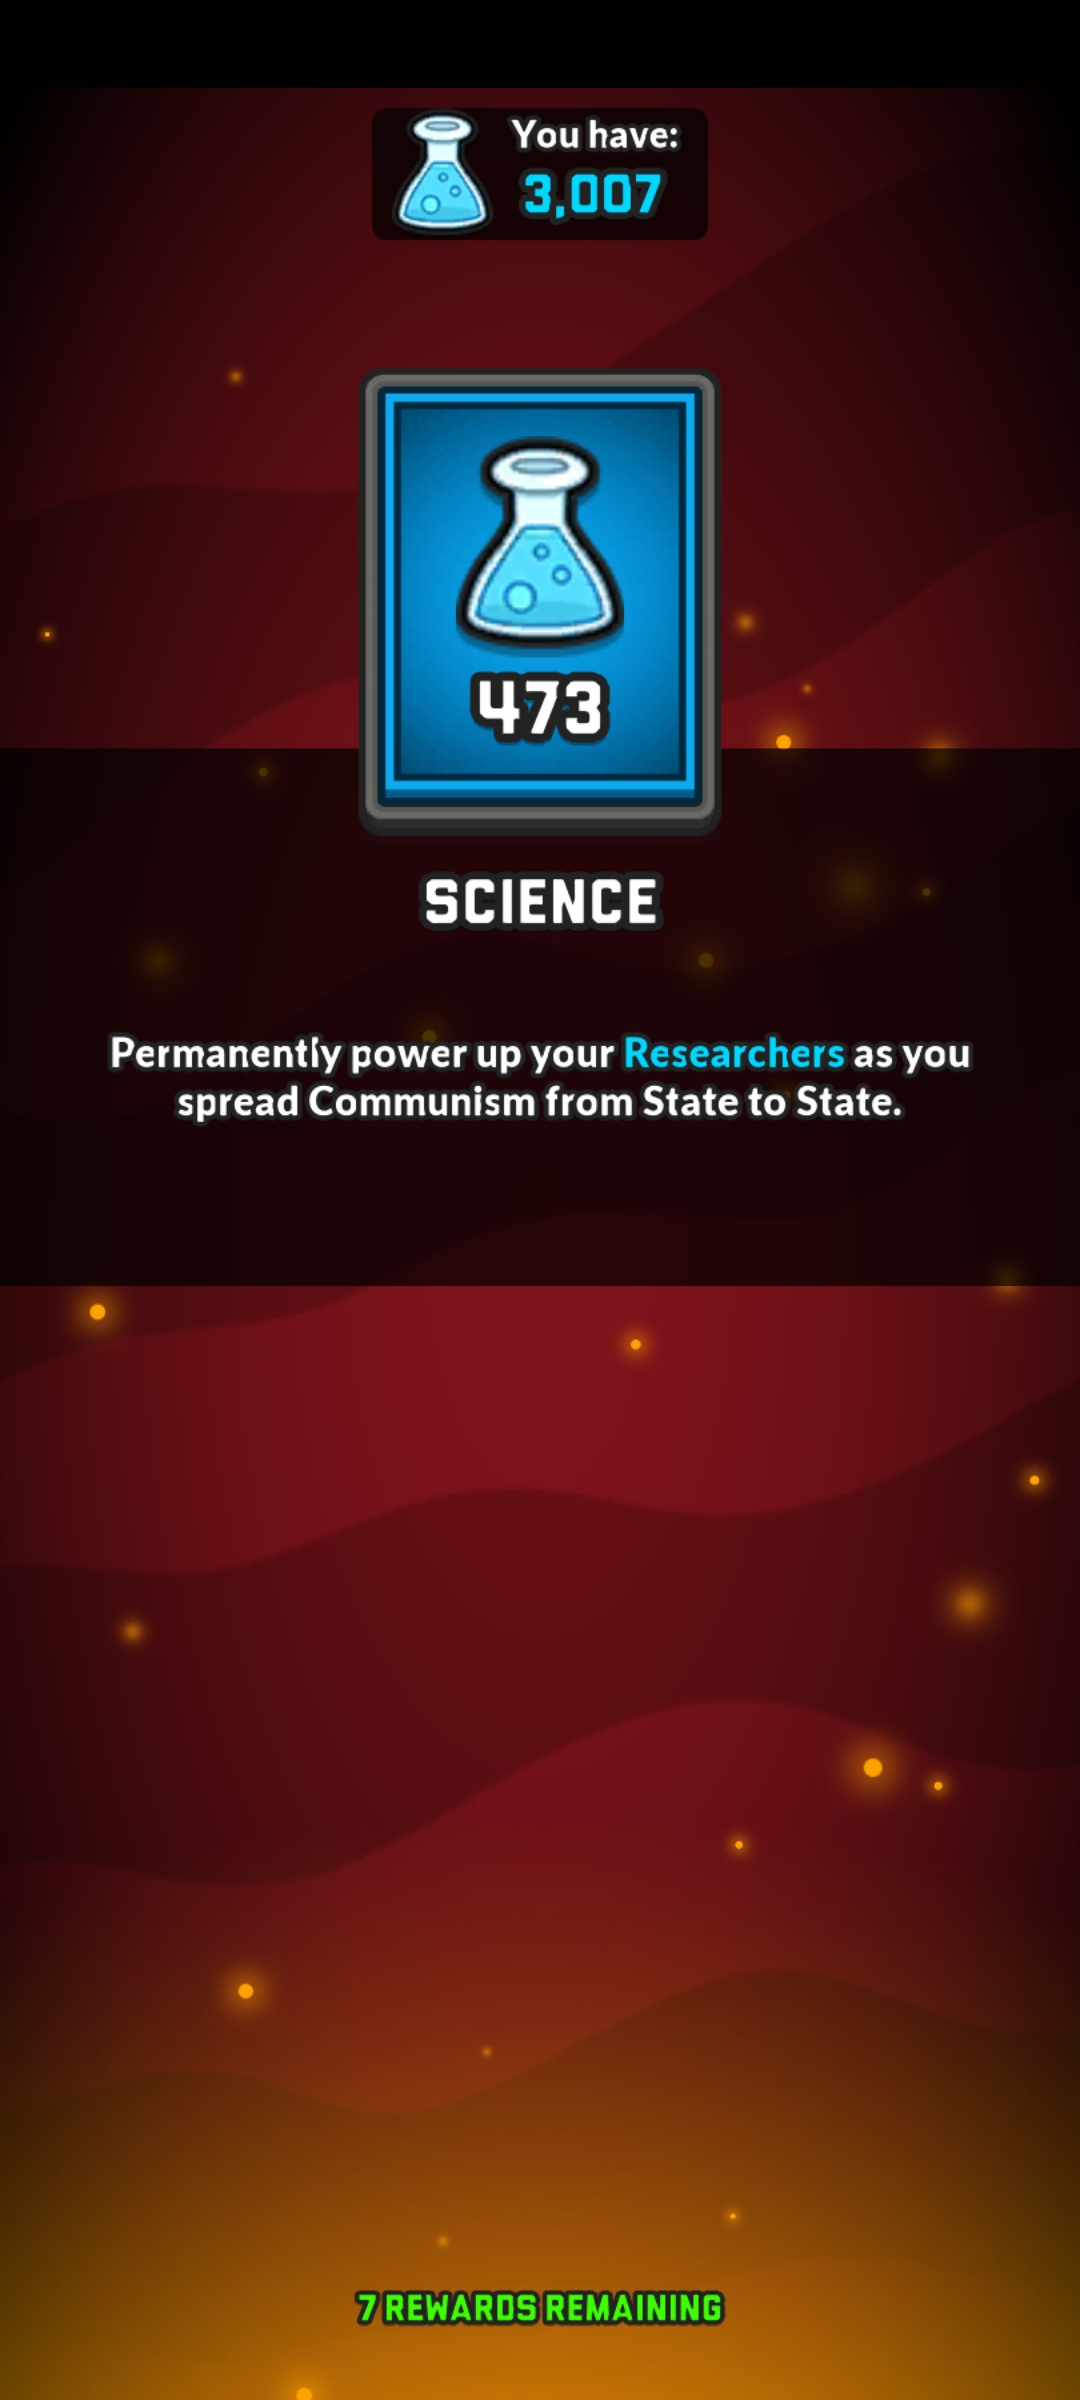 You have:
3,007
473
SCIENCE
Permanently power up your Researchers as you
spread Communism from State to State.
7 REWARDS REMAINING